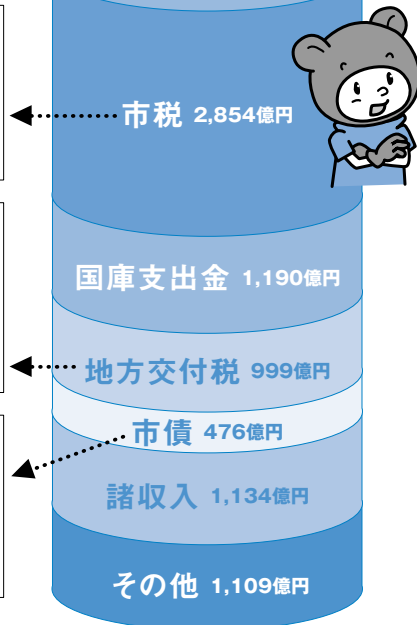 市税 2,854億円
国庫支出金 1,190億円
地方交付税 999億円
市債 476億円
諸収入 1,134億円
その他 1,109億円